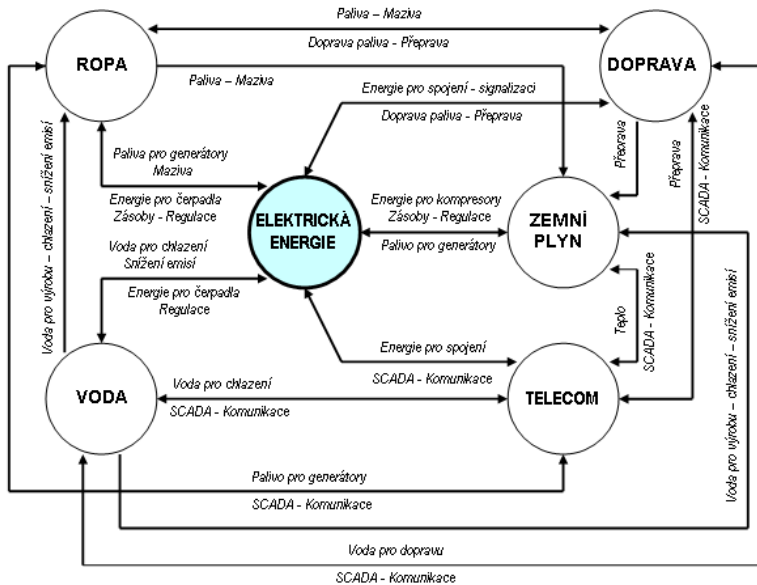 Paliva – Maziva
ROPA
Doprava paliva - Přeprava
DOPRAVA
Paliva – Maziva
Energie pro spojení - signalizaci
Doprava paliva - Přeprava
Paliva pro generátory
Maziva
Energie pro čerpadla
Zásoby - Regulace
ELEKTRICKÁ
ENERGIE
Energie pro kompresory
Zásoby - Regulace
Palivo pro generátory
ZEMNÍ
PLYN
Přeprava
Přeprava
SCADA - Komunikace
Voda pro výrobu – chlazení – snížení emisí
Voda pro chlazení
Snížení emisí
Energie pro čerpadla
Regulace
Energie pro spojení
SCADA - Komunikace
Teplo
SCADA - Komunikace
VODA
Voda pro chlazení
SCADA - Komunikace
TELECOM
Voda pro výrobu – chlazení – snížení emisí
Palivo pro generátory
SCADA - Komunikace
Voda pro dopravu
SCADA - Komunikace